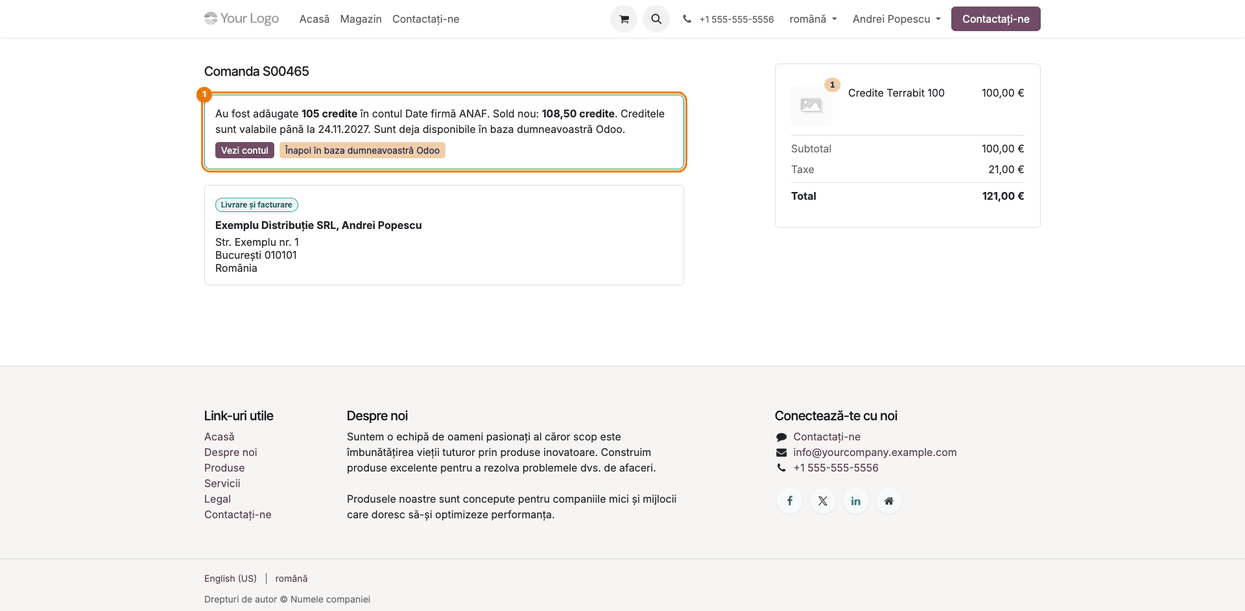 Your Logo
Acasă
Magazin
Contactați-ne
+1 555-555-5556
română
Andrei Popescu
Contactați-ne
Comanda S00465
1
Au fost adăugate 105 credite în contul Date firmă ANAF. Sold nou: 108,50 credite. Creditele
sunt valabile până la 24.11.2027. Sunt deja disponibile în baza dumneavoastră Odoo.
Vezi contul
Înapoi în baza dumneavoastră Odoo
Livrare și facturare
Exemplu Distribuție SRL, Andrei Popescu
Str. Exemplu nr. 1
București 010101
România
1
Credite Terrabit 100
100,00 €
Subtotal
100,00 €
Taxe
21,00 €
Total
121,00 €
Link-uri utile
Acasă
Despre noi
Produse
Servicii
Legal
Contactați-ne
Despre noi
Suntem o echipă de oameni pasionați al căror scop este
îmbunătățirea vieții tuturor prin produse inovatoare. Construim
produse excelente pentru a rezolva problemele dvs. de afaceri.
Produsele noastre sunt concepute pentru companiile mici și mijlocii
care doresc să-și optimizeze performanța.
Conectează-te cu noi
Contactați-ne
info@yourcompany.example.com
+1 555-555-5556
English (US) | română
Drepturi de autor © Numele companiei